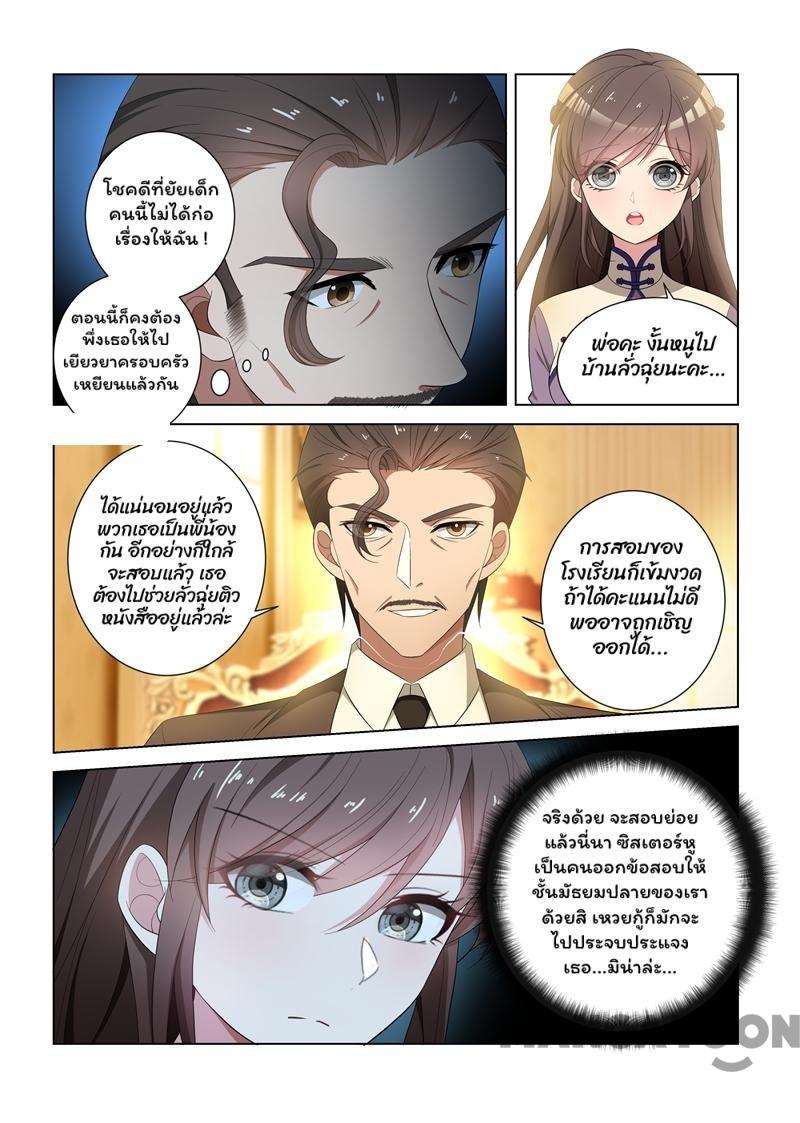 โชคดีที่ยัยเด็ก
คนนี้ไม่ได้ก่อ
เรื่องให้ฉัน !
ตอนนี้ก็คงต้อง
พึ่งเธอให้ไป
เยียวยาครอบครัว
เหยียนแล้วกัน
พ่อคะ งั้นหนูไป
บ้านลั่วฉุ่ยนะคะ...
ได้แน่นอนอยู่แล้ว
พวกเธอเป็นพี่น้อง
กัน อีกอย่างก็ใกล้
จะสอบแล้ว เธอ
ต้องไปช่วยลั่วฉุ่ยติว
หนังสืออยู่แล้วล่ะ
การสอบของ
โรงเรียนก็เข้มงวด
ถ้าได้คะแนนไม่ดี
พออาจถูกเชิญ
ออกได้...
จริงด้วย จะสอบย่อย
แล้วนี่นา ซิสเตอร์หู
เป็นคนออกข้อสอบให้
ชั้นมัธยมปลายของเรา
ด้วยสิ เหวยกู้ก็มักจะ
ไปประจบประแจง
เธอ...มิน่าล่ะ...